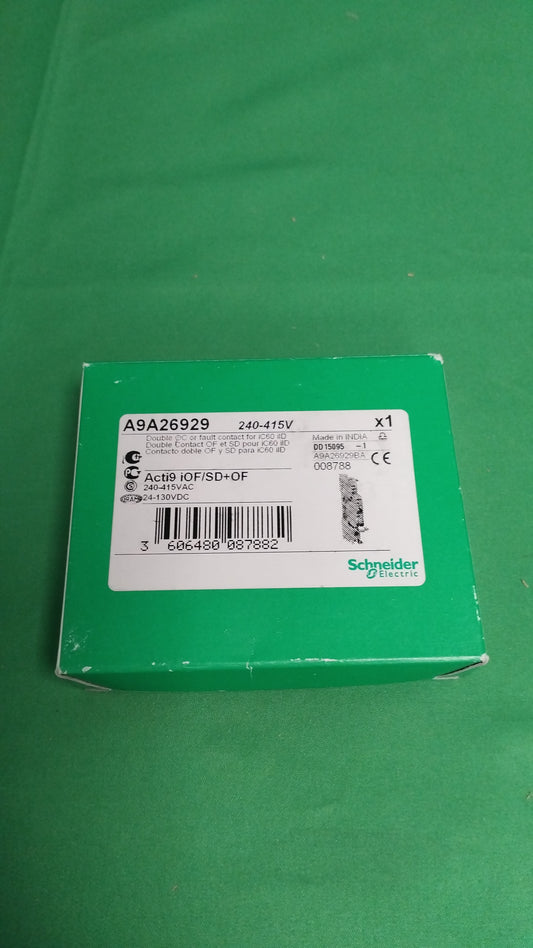 A9A26929 240-415V x1
Double OC or fault contact for iC60 iID
Double Contact OF et SD pour iC60 iID
Contacto doble OF y SD para iC60 iID
Made in INDIA
DD15095 -1
A9A26929BA
008788
CE
Acti9 iOF/SD+OF
240-415VAC
24-130VDC
3 606480 087882
Schneider
Electric